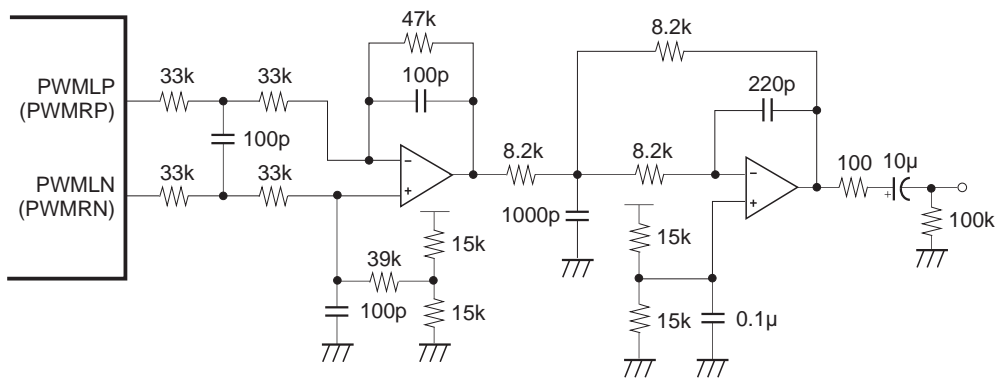 47k
8.2k
PWMLP
(PWMRP)
33k
33k
100p
220p
100p
8.2k
8.2k
100
10µ
PWMLN
(PWMRN)
33k
33k
−
+
−
+
+
1000p
15k
15k
100k
39k
100p
15k
15k
0.1µ